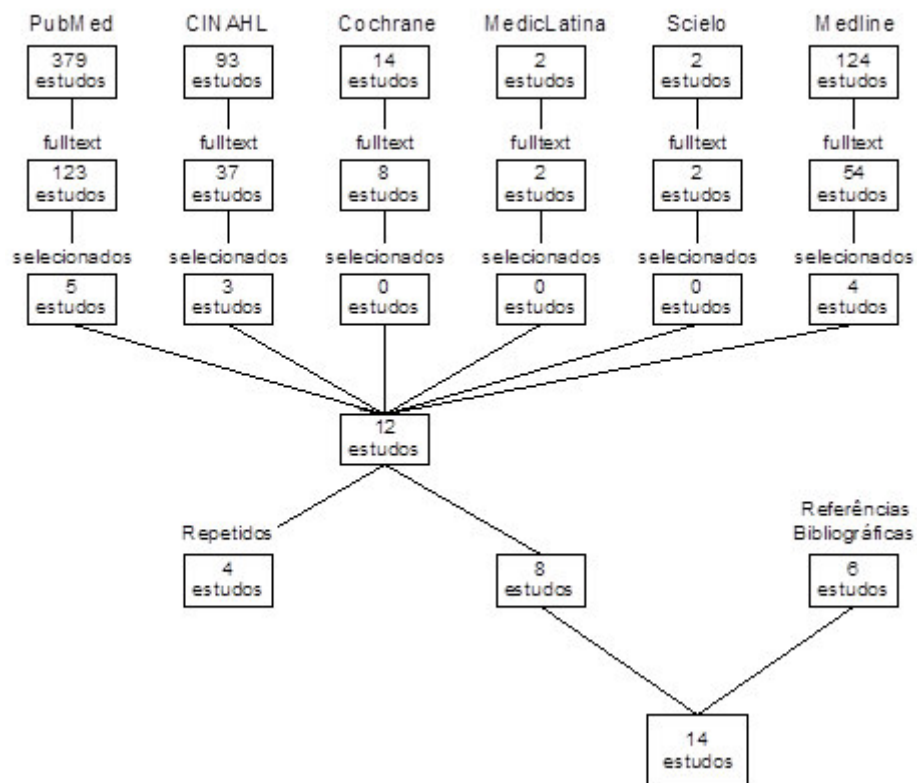 PubMed CINAHL Cochrane MedicLatina Scielo Medline
379 93 14 2 2 124
estudos estudos estudos estudos estudos estudos
fulltext fulltext fulltext fulltext fulltext fulltext
123 37 8 2 2 54
estudos estudos estudos estudos estudos estudos
selecionados selecionados selecionados selecionados selecionados selecionados
5 3 0 0 0 4
estudos estudos estudos estudos estudos estudos
12
estudos
Referências
Repetidos Bibliográficas
4 8 6
estudos estudos estudos
14
estudos